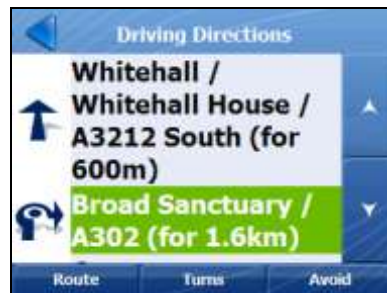 Driving Directions
Whitehall /
Whitehall House /
A3212 South (for
600m)
Broad Sanctuary /
A302 (for 1.6km)
Route Turns Avoid